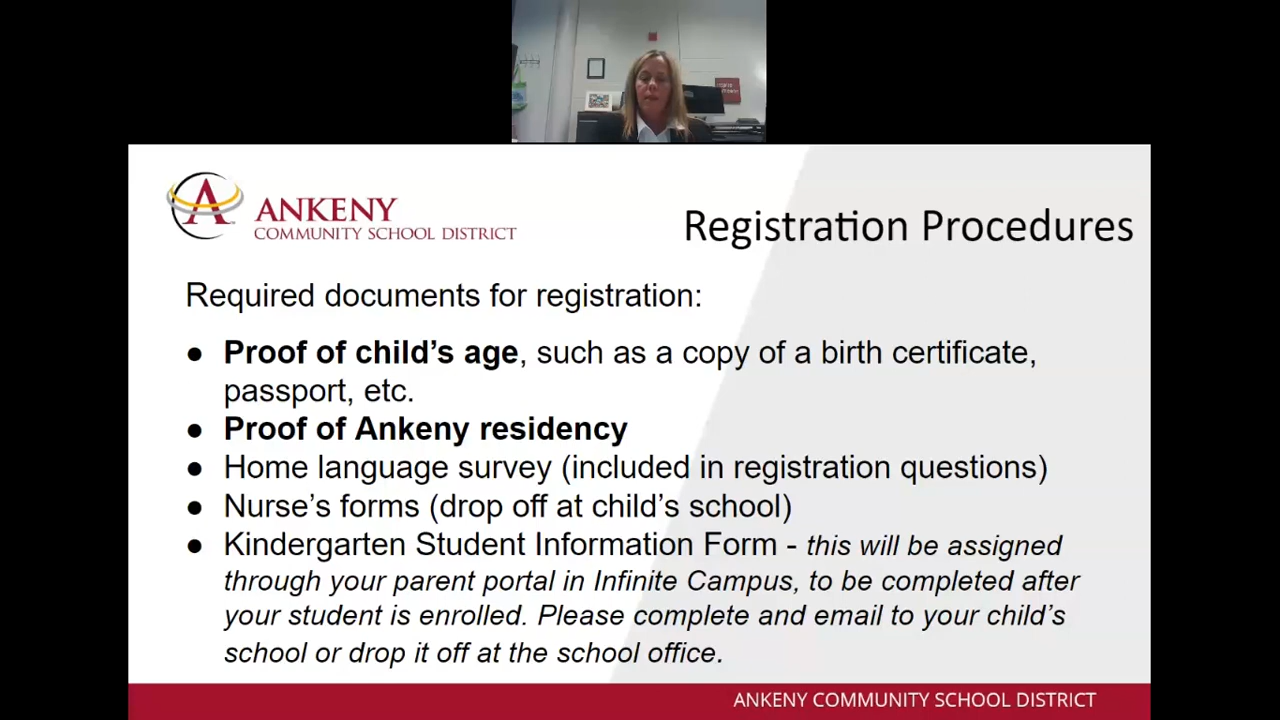 ANKENY
COMMUNITY SCHOOL DISTRICT
Registration Procedures
Required documents for registration:
● Proof of child’s age, such as a copy of a birth certificate,
passport, etc.
● Proof of Ankeny residency
● Home language survey (included in registration questions)
● Nurse’s forms (drop off at child’s school)
● Kindergarten Student Information Form - this will be assigned
through your parent portal in Infinite Campus, to be completed after
your student is enrolled. Please complete and email to your child’s
school or drop it off at the school office.
ANKENY COMMUNITY SCHOOL DISTRICT